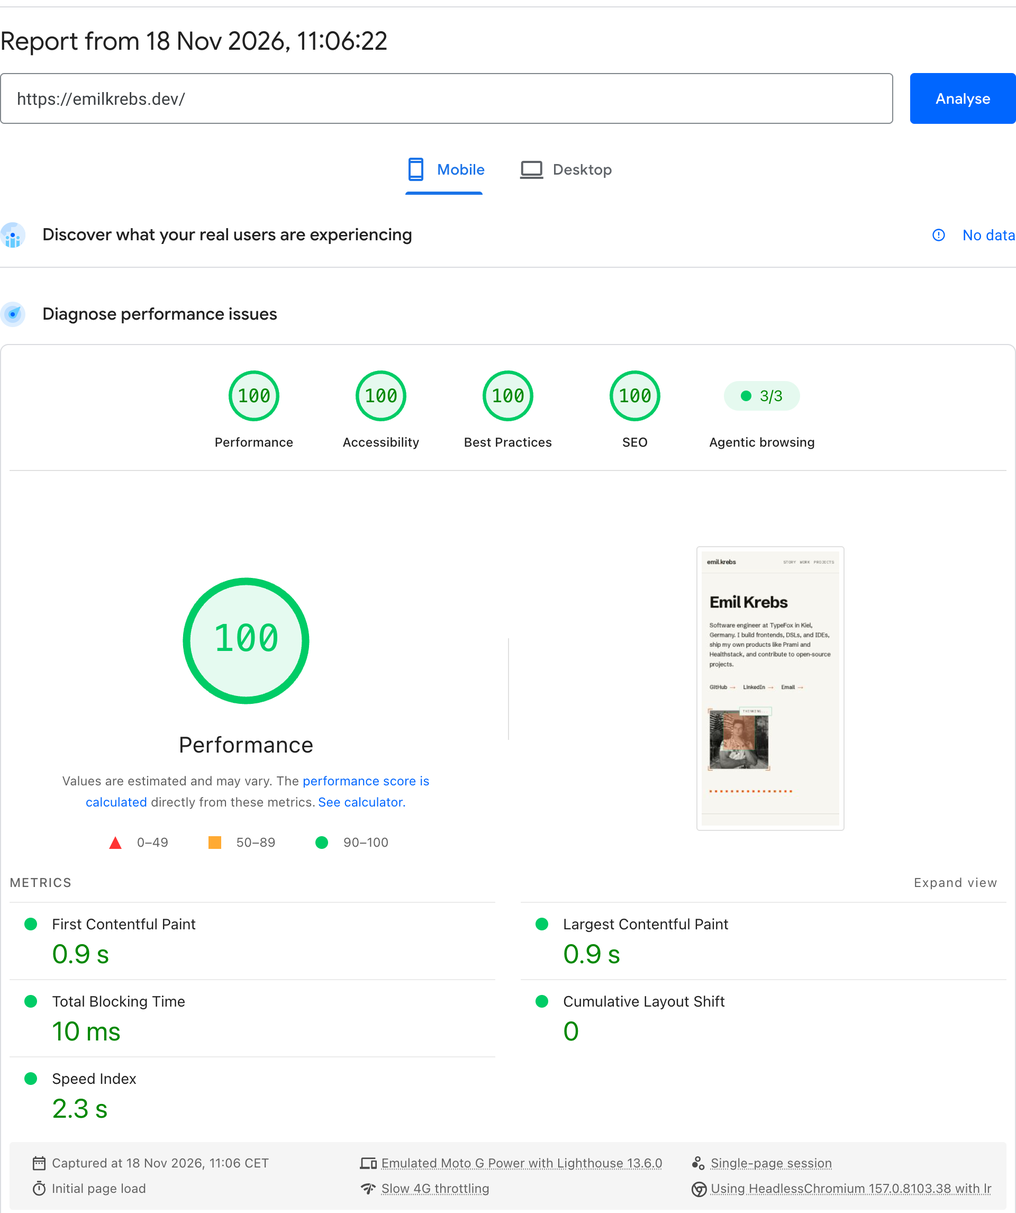 Report from 18 Nov 2026, 11:06:22
https://emilkrebs.dev/
Analyse
Mobile
Desktop
Discover what your real users are experiencing
No data
Diagnose performance issues
100
100
100
100
3/3
Performance
Accessibility
Best Practices
SEO
Agentic browsing
100
Performance
Values are estimated and may vary. The performance score is
calculated directly from these metrics. See calculator.
0–49
50–89
90–100
emil.krebs
STORY WORK PROJECTS
Emil Krebs
Software engineer at TypeFox in Kiel,
Germany. I build frontends, DSLs, and IDEs,
ship my own products like Prami and
Healthstack, and contribute to open-source
projects.
GitHub →
LinkedIn →
Email →
METRICS
Expand view
First Contentful Paint
0.9 s
Largest Contentful Paint
0.9 s
Total Blocking Time
10 ms
Cumulative Layout Shift
0
Speed Index
2.3 s
Captured at 18 Nov 2026, 11:06 CET
Emulated Moto G Power with Lighthouse 13.6.0
Single-page session
Initial page load
Slow 4G throttling
Using HeadlessChromium 157.0.8103.38 with lr